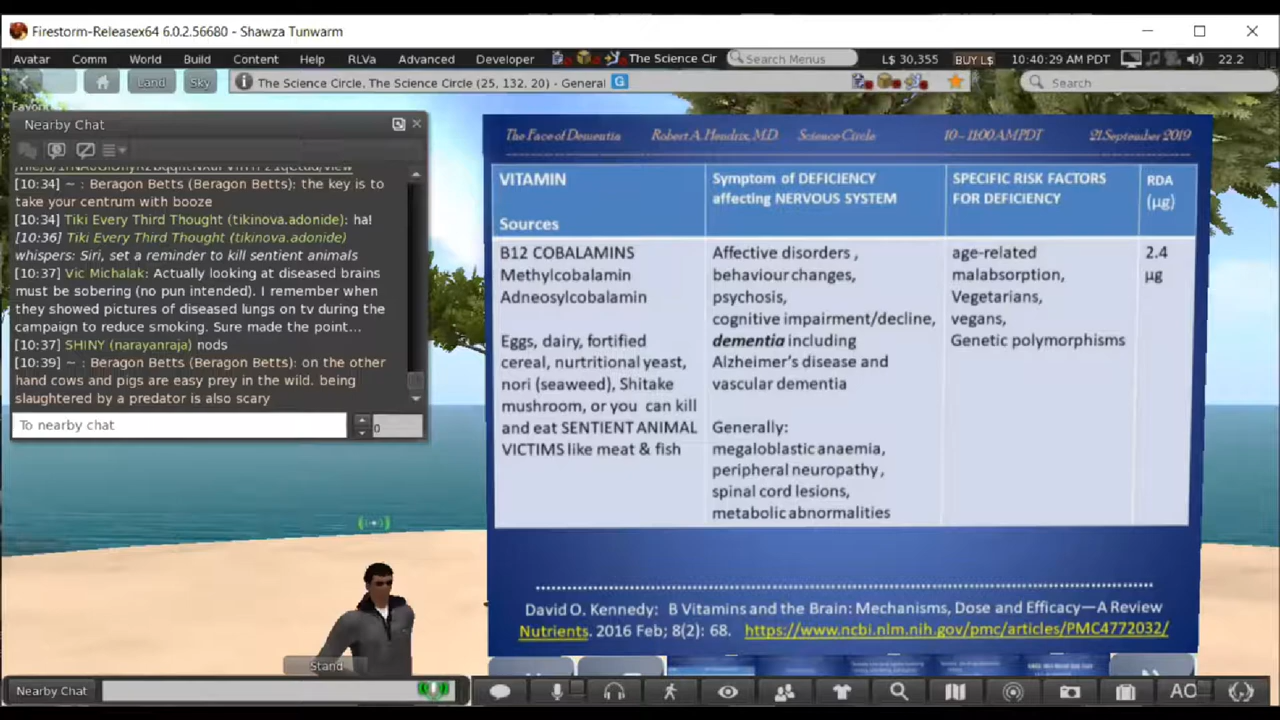 Firestorm-Releasex64 6.0.2.56680 - Shawza Tunwarm
Avatar Comm World Build Content Help RLVa Advanced Developer The Science Cir Search Menus L$ 30,355 BUY L$ 10:40:29 AM PDT 22.2
Land Sky The Science Circle, The Science Circle (25, 132, 20) - General G Search
Nearby Chat
[10:34] ~ : Beragon Betts (Beragon Betts): the key is to
take your centrum with booze
[10:34] Tiki Every Third Thought (tikinova.adonide): ha!
[10:36] Tiki Every Third Thought (tikinova.adonide)
whispers: Siri, set a reminder to kill sentient animals
[10:37] Vic Michalak: Actually looking at diseased brains
must be sobering (no pun intended). I remember when
they showed pictures of diseased lungs on tv during the
campaign to reduce smoking. Sure made the point...
[10:37] SHINY (narayanraja) nods
[10:39] ~ : Beragon Betts (Beragon Betts): on the other
hand cows and pigs are easy prey in the wild. being
slaughtered by a predator is also scary
To nearby chat
0
The Face of Dementia Robert A. Hendrix, M.D. Science Circle 10 - 11:00 AM PDT 21 September 2019
VITAMIN
Sources
Symptom of DEFICIENCY
affecting NERVOUS SYSTEM
SPECIFIC RISK FACTORS
FOR DEFICIENCY
RDA
(µg)
B12 COBALAMINS
Methylcobalamin
Adneosylcobalamin
Eggs, dairy, fortified
cereal, nurtritional yeast,
nori (seaweed), Shitake
mushroom, or you can kill
and eat SENTIENT ANIMAL
VICTIMS like meat & fish
Affective disorders ,
behaviour changes,
psychosis,
cognitive impairment/decline,
dementia including
Alzheimer's disease and
vascular dementia
Generally:
megaloblastic anaemia,
peripheral neuropathy ,
spinal cord lesions,
metabolic abnormalities
age-related
malabsorption,
Vegetarians,
vegans,
Genetic polymorphisms
2.4
µg
David O. Kennedy: B Vitamins and the Brain: Mechanisms, Dose and Efficacy—A Review
Nutrients. 2016 Feb; 8(2): 68. https://www.ncbi.nlm.nih.gov/pmc/articles/PMC4772032/
Stand
Nearby Chat
AO